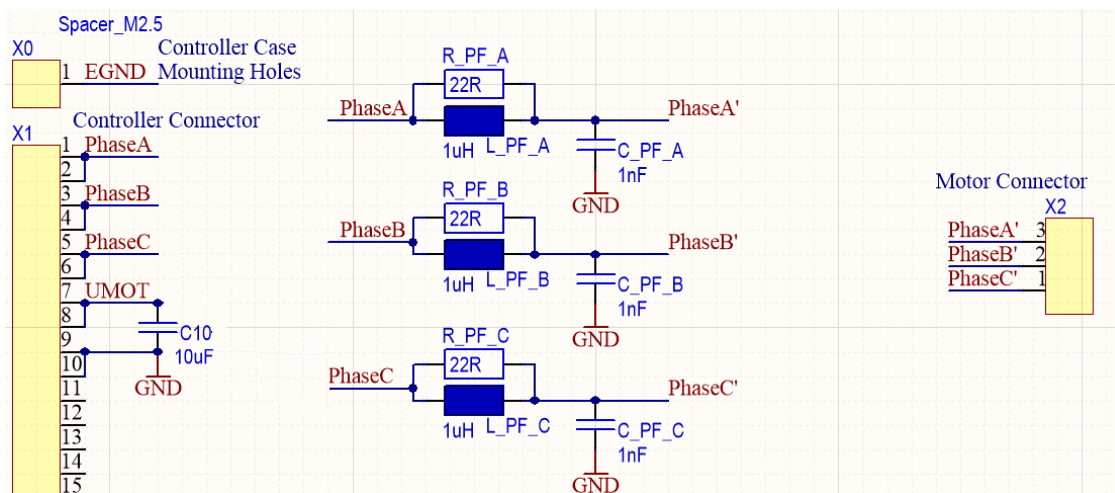 Spacer_M2.5
X0
Controller Case
Mounting Holes
1 EGND
X1
Controller Connector
1 PhaseA
2
3 PhaseB
4
5 PhaseC
6
7 UMOT
8
9
10
11
12
13
14
15
C10
10uF
GND
R_PF_A
22R
PhaseA
PhaseA'
1uH L_PF_A
C_PF_A
1nF
GND
R_PF_B
22R
PhaseB
PhaseB'
1uH L_PF_B
C_PF_B
1nF
GND
R_PF_C
22R
PhaseC
PhaseC'
1uH L_PF_C
C_PF_C
1nF
GND
Motor Connector
X2
PhaseA' 3
PhaseB' 2
PhaseC' 1